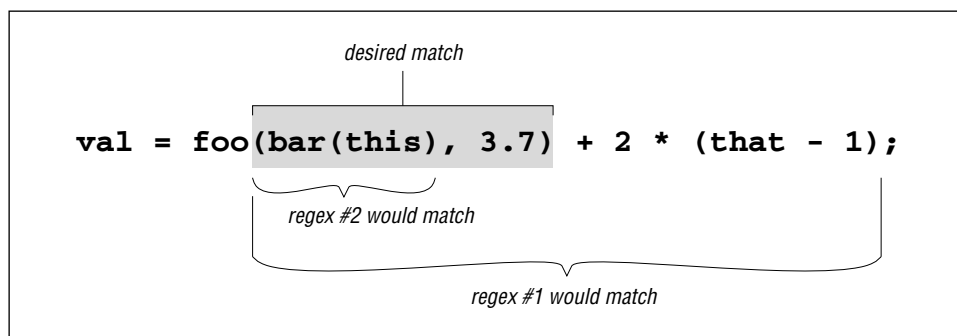 desired match
val = foo(bar(this), 3.7) + 2 * (that - 1);
regex #2 would match
regex #1 would match